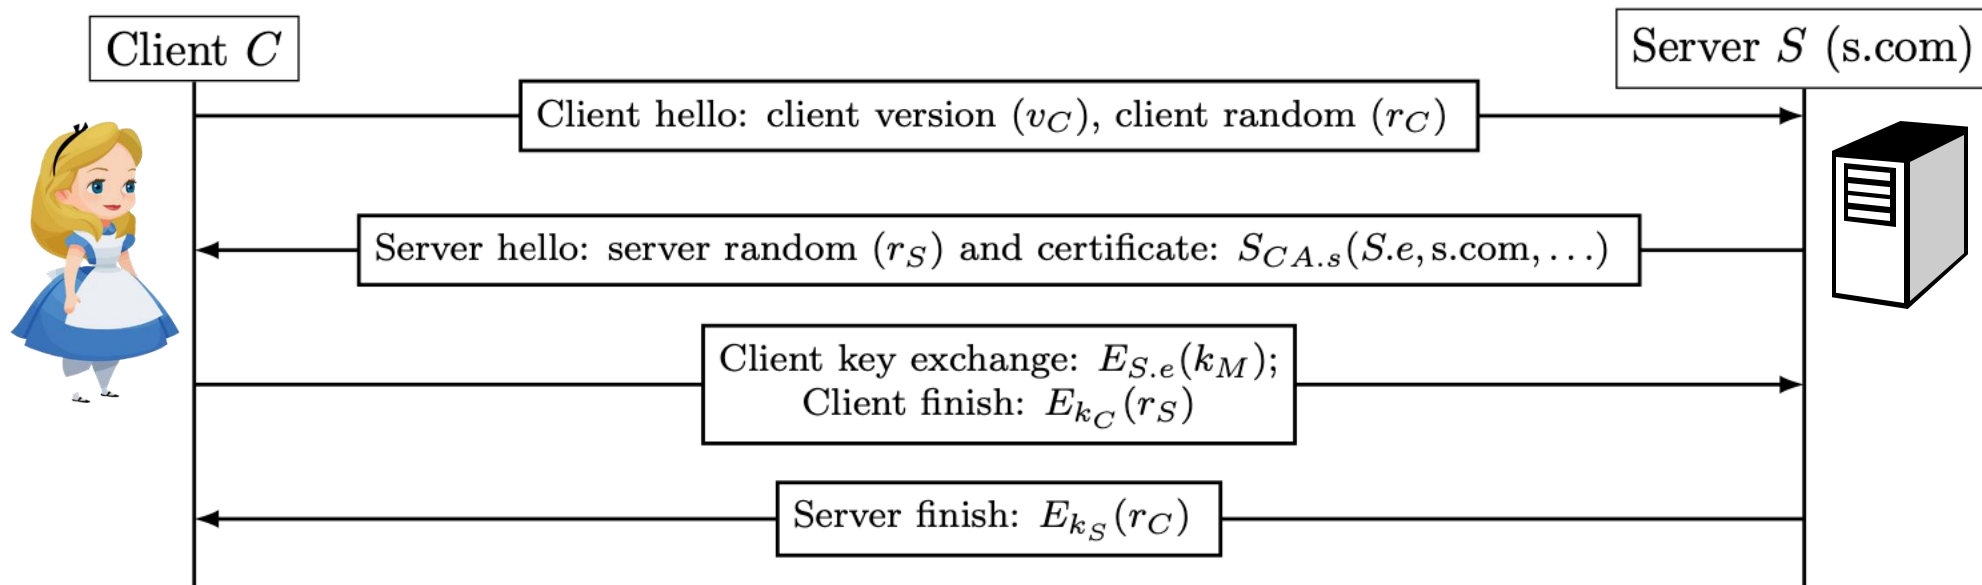 Client C
Server S (s.com)
Client hello: client version (v_C), client random (r_C)
Server hello: server random (r_S) and certificate: S_{CA.s}(S.e, s.com, ...)
Client key exchange: E_{S.e}(k_M);
Client finish: E_{k_C}(r_S)
Server finish: E_{k_S}(r_C)